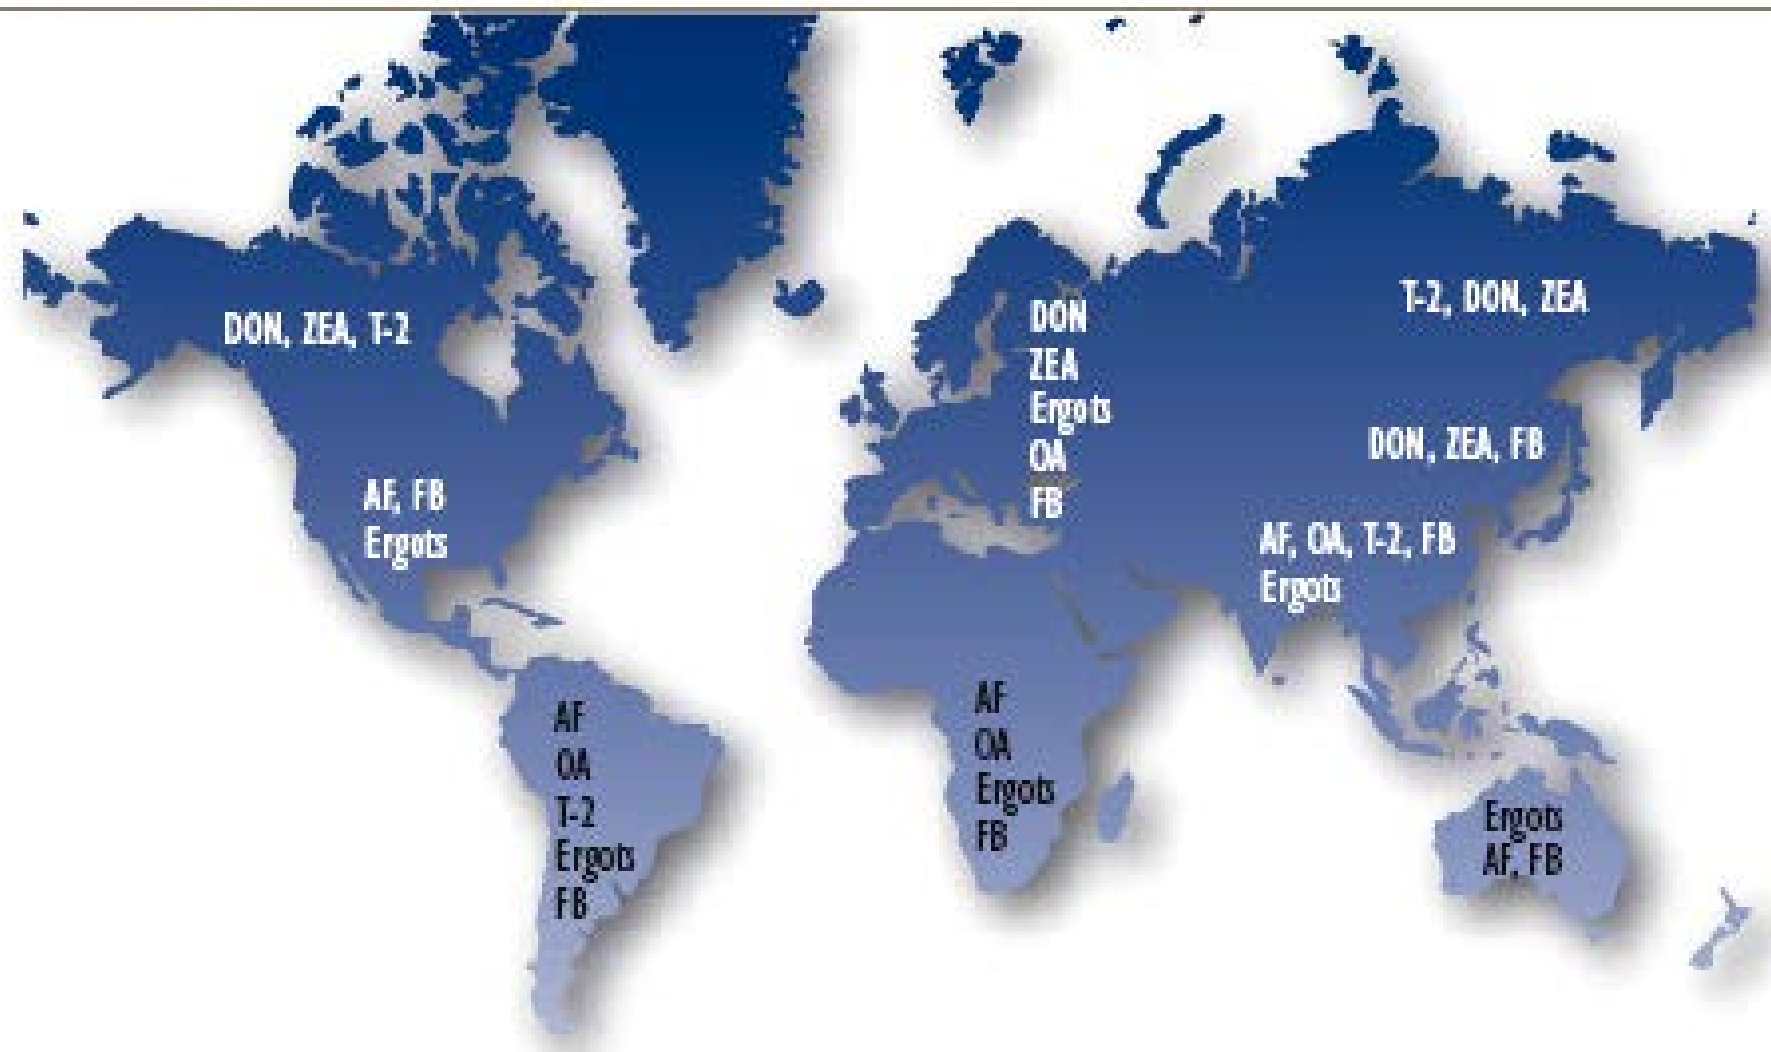 DON, ZEA, T-2
AF, FB
Ergots
AF
OA
T-2
Ergots
FB
DON
ZEA
Ergots
OA
FB
AF
OA
Ergots
FB
T-2, DON, ZEA
DON, ZEA, FB
AF, OA, T-2, FB
Ergots
Ergots
AF, FB